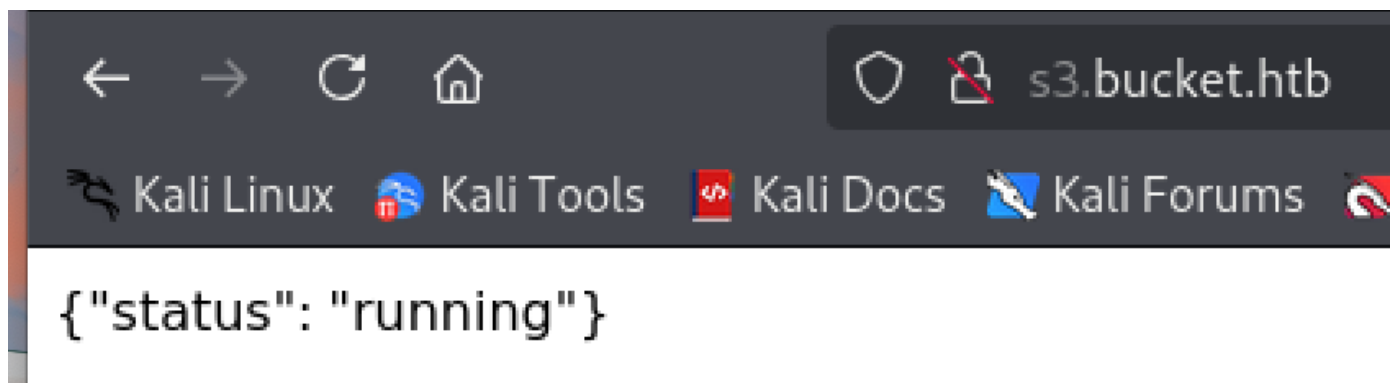 s3.bucket.htb
Kali Linux Kali Tools Kali Docs Kali Forums
{"status": "running"}